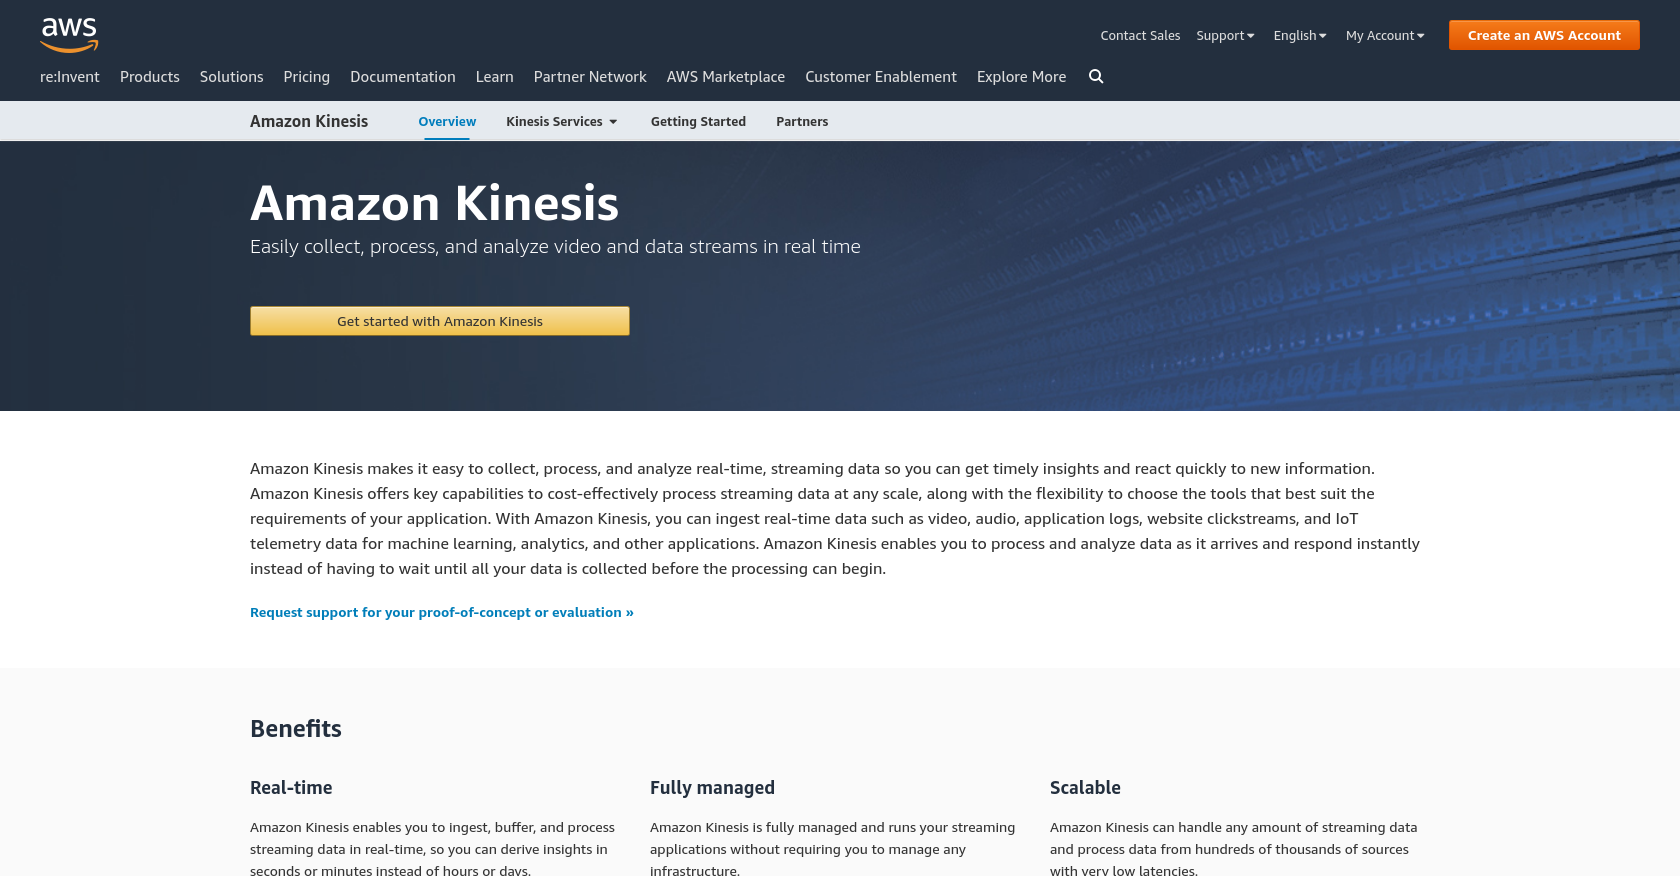 aws
Contact Sales Support English My Account Create an AWS Account
re:Invent Products Solutions Pricing Documentation Learn Partner Network AWS Marketplace Customer Enablement Explore More
Amazon Kinesis Overview Kinesis Services Getting Started Partners
Amazon Kinesis
Easily collect, process, and analyze video and data streams in real time
Get started with Amazon Kinesis
Amazon Kinesis makes it easy to collect, process, and analyze real-time, streaming data so you can get timely insights and react quickly to new information.
Amazon Kinesis offers key capabilities to cost-effectively process streaming data at any scale, along with the flexibility to choose the tools that best suit the
requirements of your application. With Amazon Kinesis, you can ingest real-time data such as video, audio, application logs, website clickstreams, and IoT
telemetry data for machine learning, analytics, and other applications. Amazon Kinesis enables you to process and analyze data as it arrives and respond instantly
instead of having to wait until all your data is collected before the processing can begin.
Request support for your proof-of-concept or evaluation »
Benefits
Real-time
Amazon Kinesis enables you to ingest, buffer, and process
streaming data in real-time, so you can derive insights in
seconds or minutes instead of hours or days.
Fully managed
Amazon Kinesis is fully managed and runs your streaming
applications without requiring you to manage any
infrastructure.
Scalable
Amazon Kinesis can handle any amount of streaming data
and process data from hundreds of thousands of sources
with very low latencies.